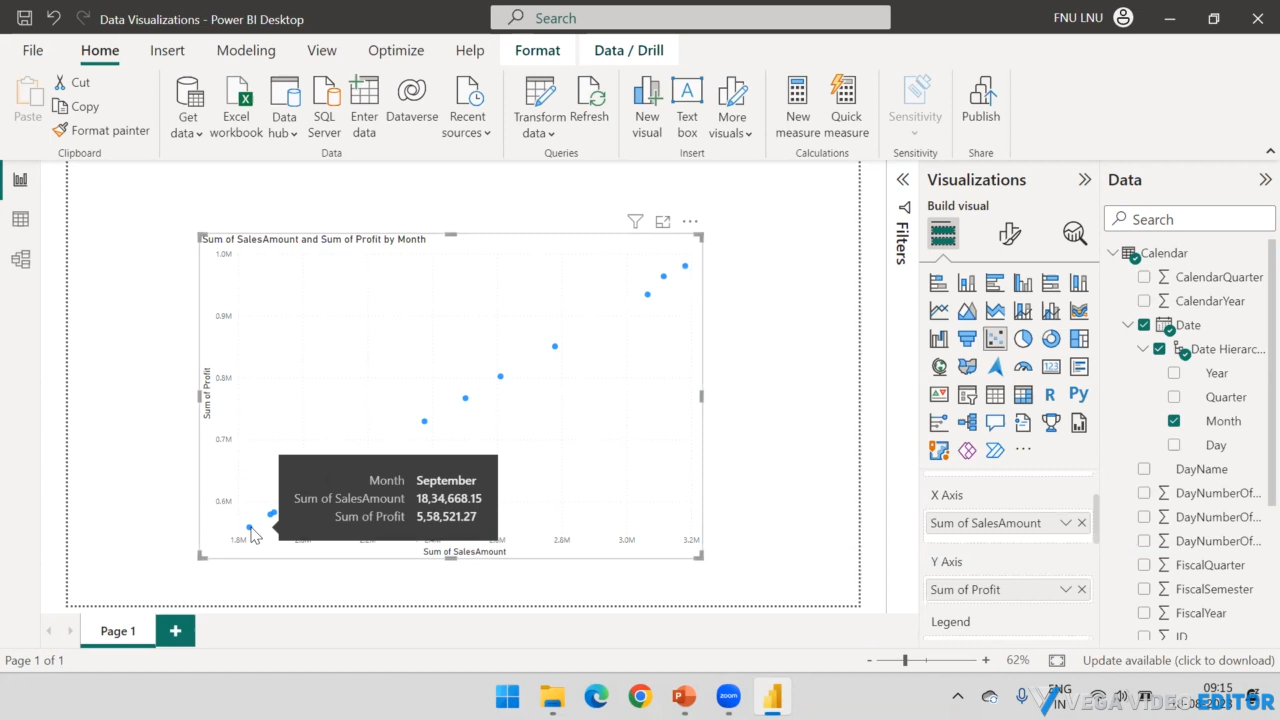 Data Visualizations - Power BI Desktop
Search
FNU LNU
File Home Insert Modeling View Optimize Help Format Data / Drill
Paste
Cut
Copy
Format painter
Clipboard
Get data
Excel workbook
Data hub
SQL Server
Enter data
Dataverse
Recent sources
Data
Transform data
Refresh
Queries
New visual
Text box
More visuals
Insert
New measure
Quick measure
Calculations
Sensitivity
Sensitivity
Publish
Share
Sum of SalesAmount and Sum of Profit by Month
1.0M
0.9M
0.8M
0.7M
0.6M
Sum of Profit
Month September
Sum of SalesAmount 18,34,668.15
Sum of Profit 5,58,521.27
1.8M 2.8M 3.0M 3.2M
Sum of SalesAmount
Filters
Visualizations
Build visual
R
Py
123
X Axis
Sum of SalesAmount
Y Axis
Sum of Profit
Legend
Data
Search
Calendar
CalendarQuarter
CalendarYear
Date
Date Hierarc...
Year
Quarter
Month
Day
DayName
DayNumberOf...
DayNumberOf...
DayNumberOf...
FiscalQuarter
FiscalSemester
FiscalYear
ID
Page 1
Page 1 of 1
62%
Update available (click to download)
zoom
ENG
IN
09:15
VEGA VIDEO EDITOR